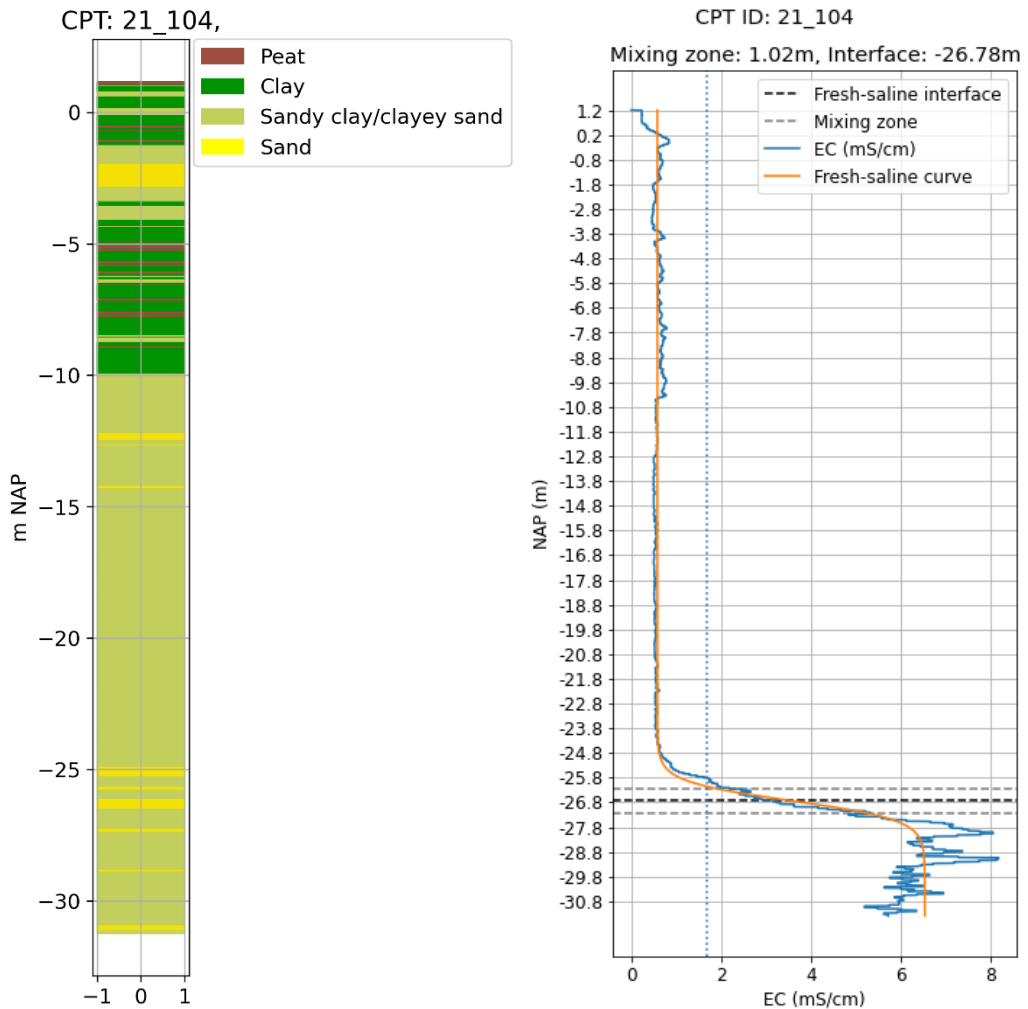 CPT: 21_104,
Peat
Clay
Sandy clay/clayey sand
Sand
0
−5
−10
−15
−20
−25
−30
m NAP
−1 0 1
CPT ID: 21_104
Mixing zone: 1.02m, Interface: -26.78m
Fresh-saline interface
Mixing zone
EC (mS/cm)
Fresh-saline curve
1.2
0.2
-0.8
-1.8
-2.8
-3.8
-4.8
-5.8
-6.8
-7.8
-8.8
-9.8
-10.8
-11.8
-12.8
-13.8
-14.8
-15.8
-16.8
-17.8
-18.8
-19.8
-20.8
-21.8
-22.8
-23.8
-24.8
-25.8
-26.8
-27.8
-28.8
-29.8
-30.8
NAP (m)
0 2 4 6 8
EC (mS/cm)